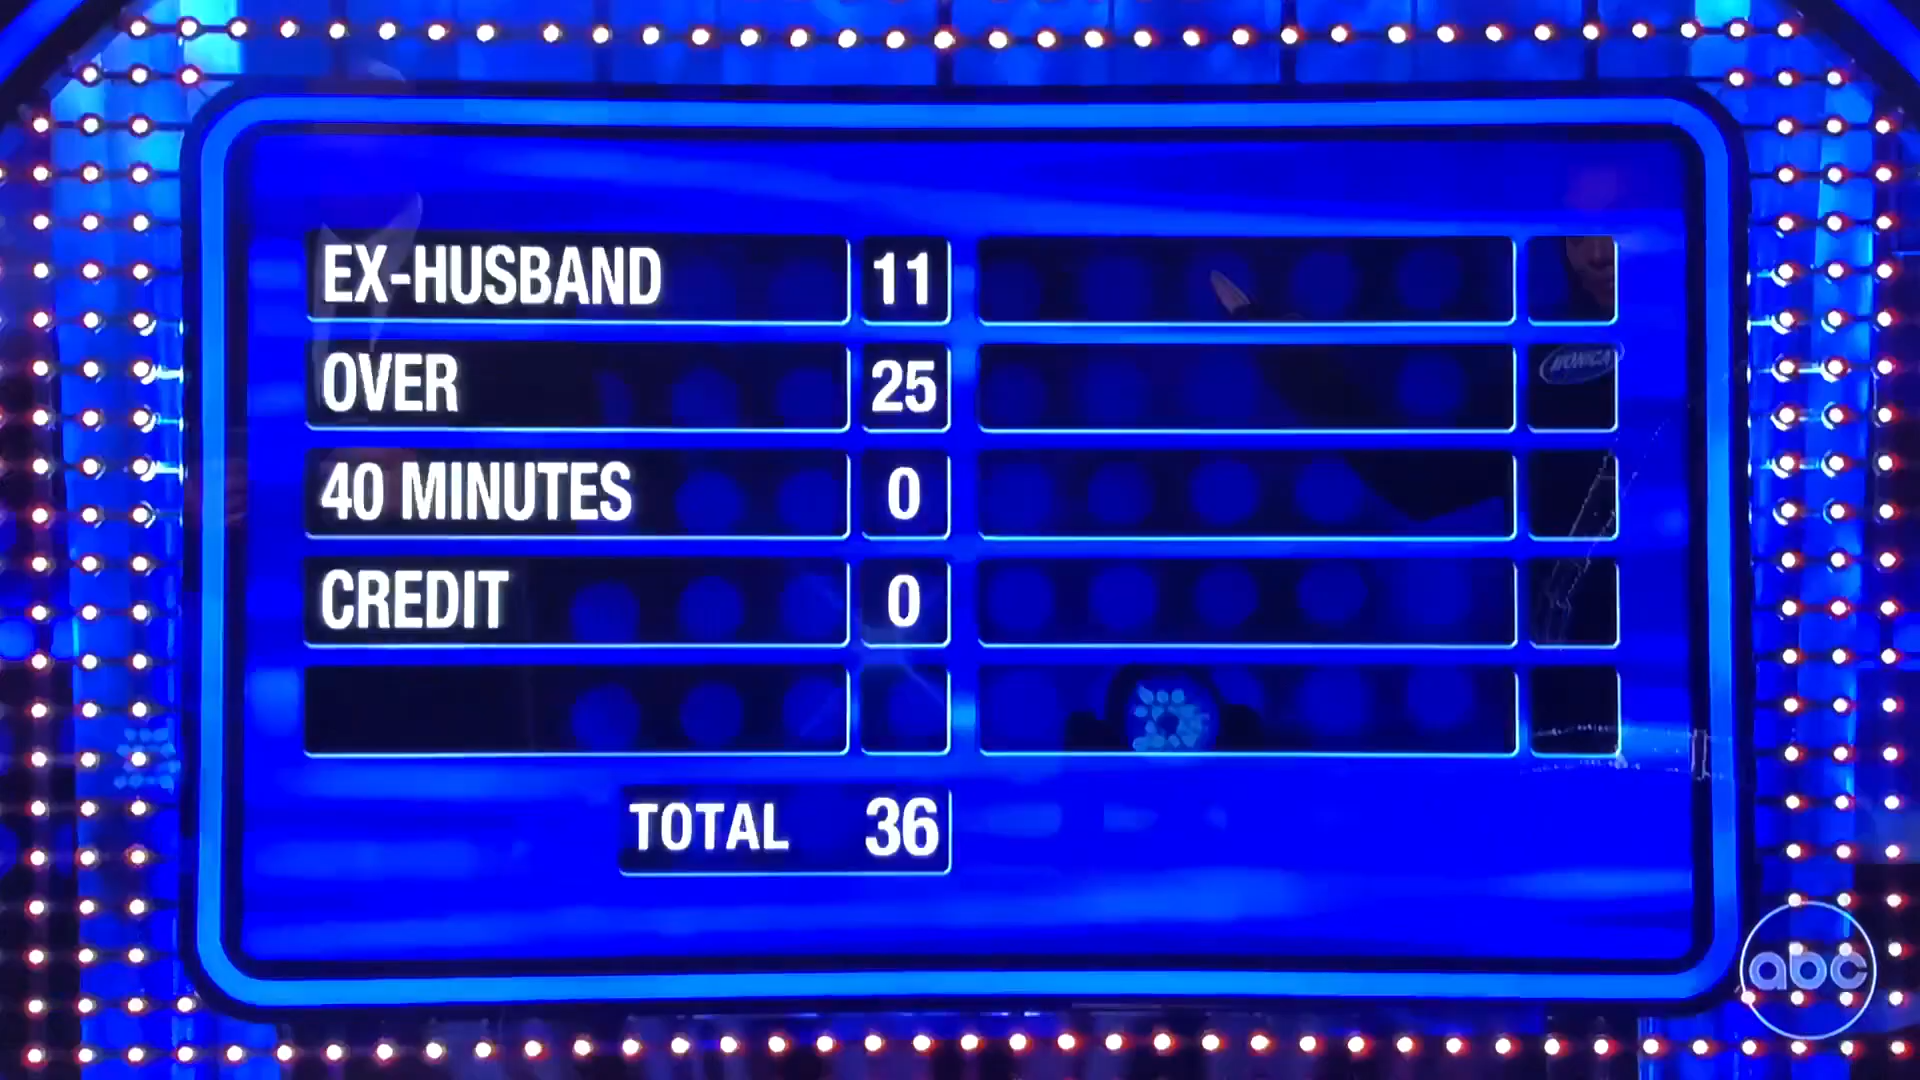 EX-HUSBAND 11
OVER 25
40 MINUTES 0
CREDIT 0
TOTAL 36
abc